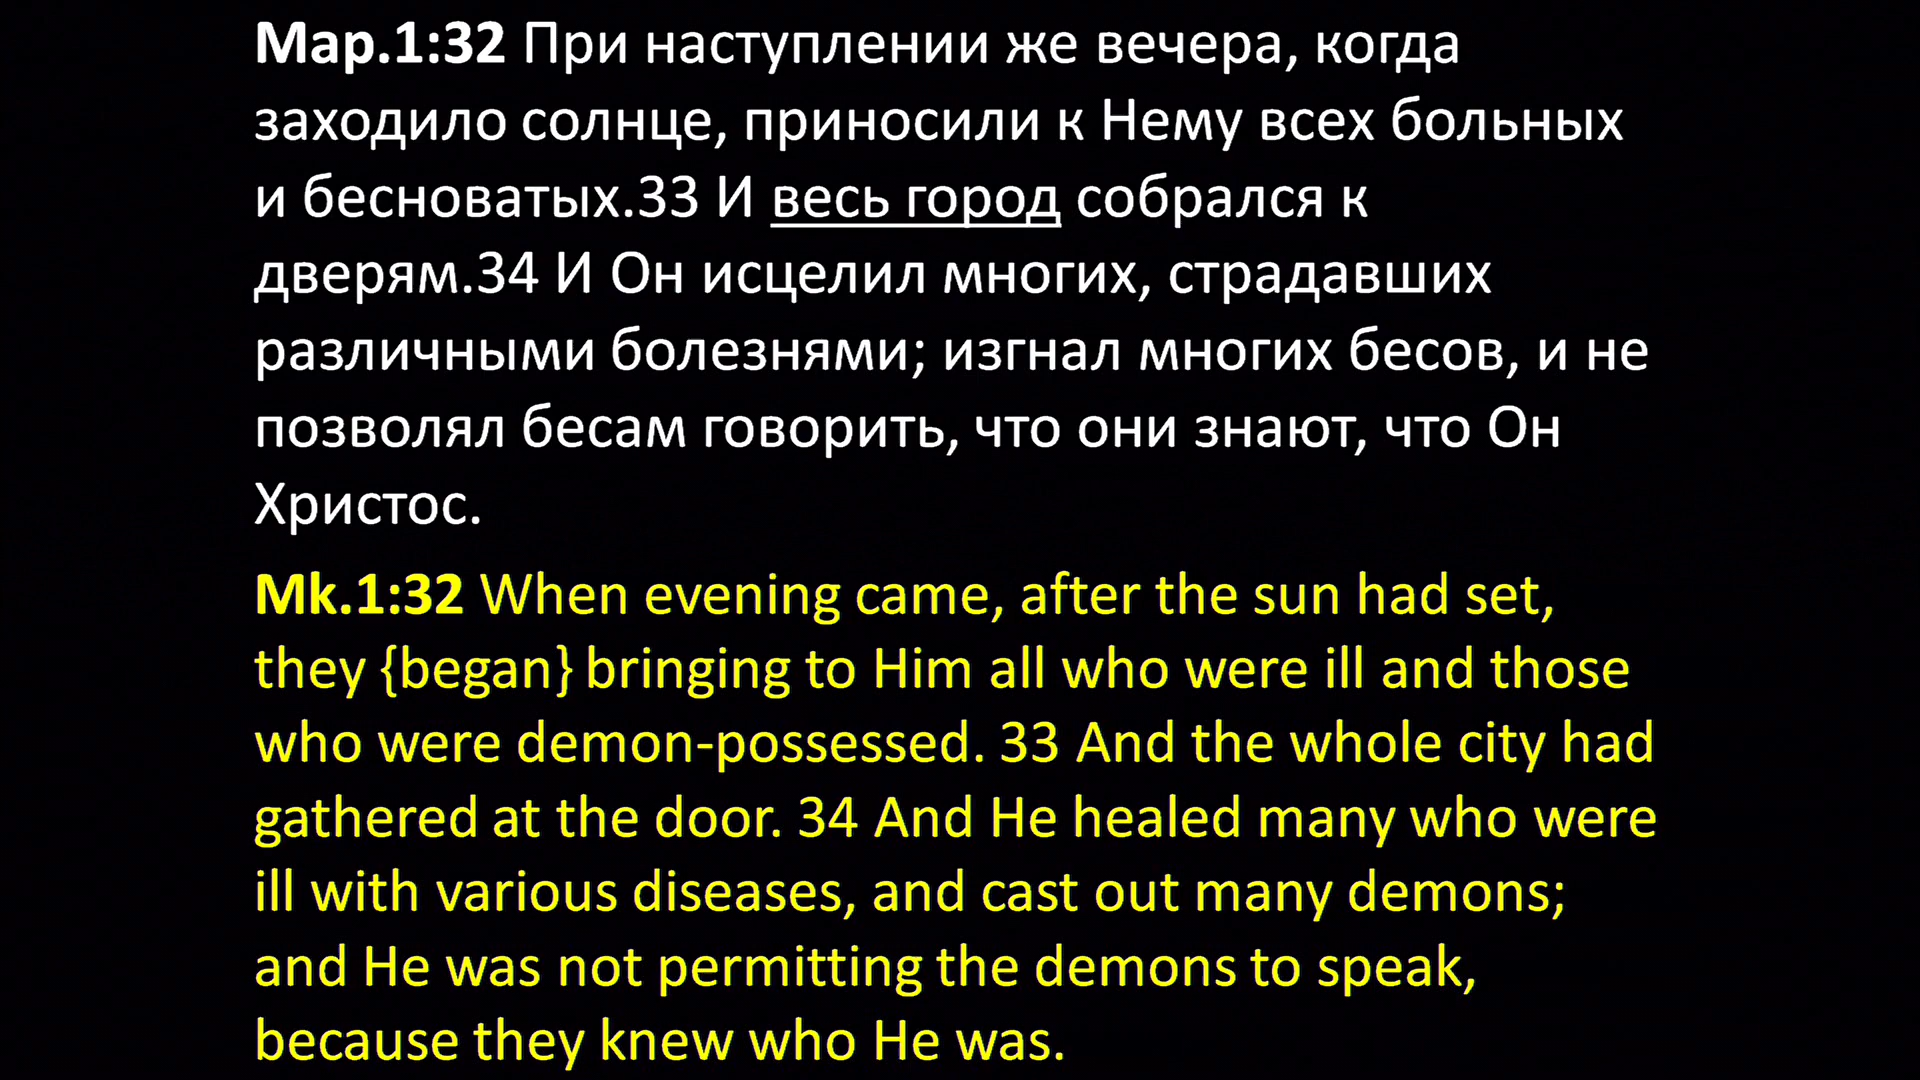 Мар.1:32 При наступлении же вечера, когда
заходило солнце, приносили к Нему всех больных
и бесноватых.33 И весь город собрался к
дверям.34 И Он исцелил многих, страдавших
различными болезнями; изгнал многих бесов, и не
позволял бесам говорить, что они знают, что Он
Христос.
Mk.1:32 When evening came, after the sun had set,
they {began} bringing to Him all who were ill and those
who were demon-possessed. 33 And the whole city had
gathered at the door. 34 And He healed many who were
ill with various diseases, and cast out many demons;
and He was not permitting the demons to speak,
because they knew who He was.